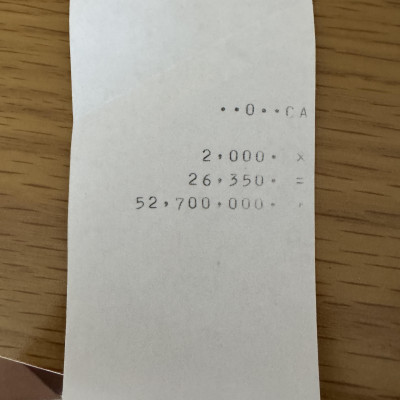 ··0··CA
2,000. ×
26,350. =
52,700,000.